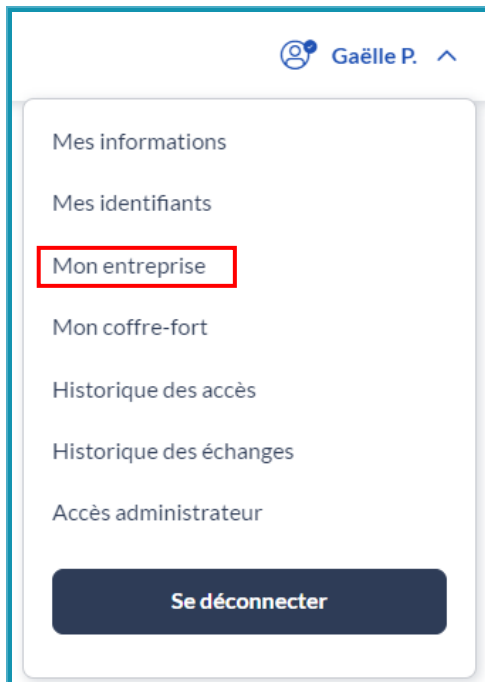 Gaëlle P.
Mes informations
Mes identifiants
Mon entreprise
Mon coffre-fort
Historique des accès
Historique des échanges
Accès administrateur
Se déconnecter